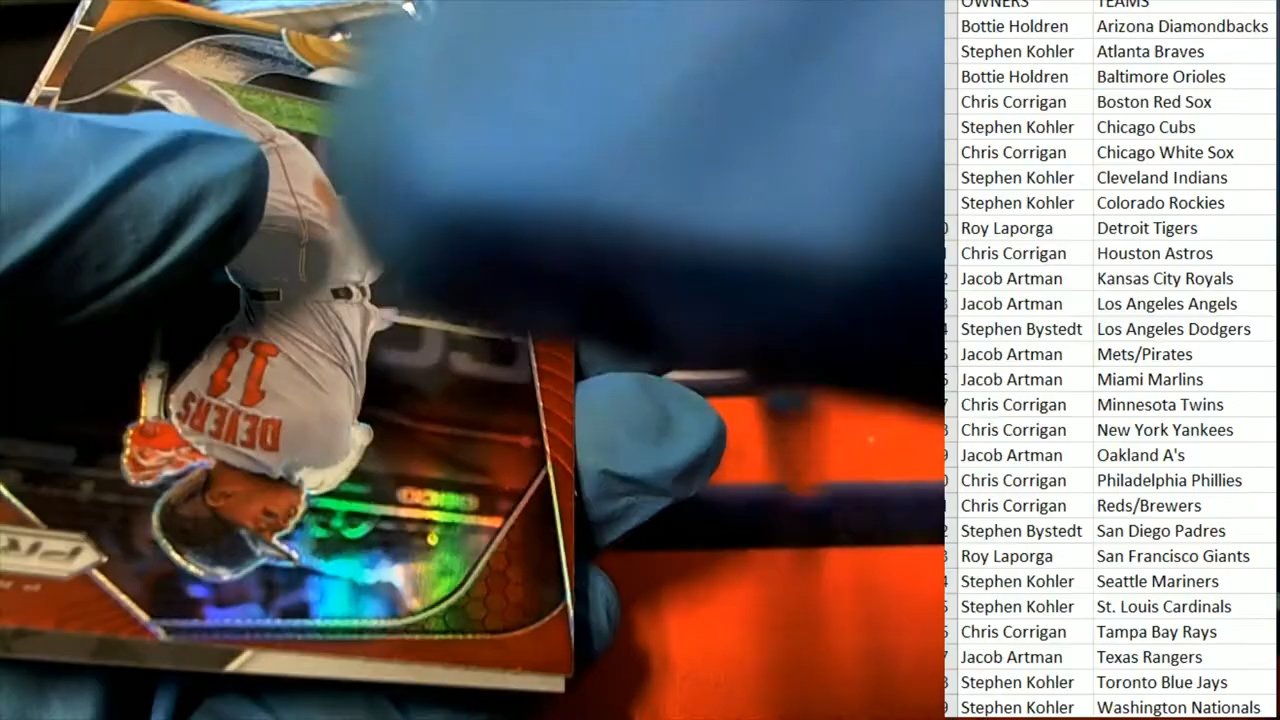 DEVERS
11
OWNERS TEAMS
Bottie Holdren Arizona Diamondbacks
Stephen Kohler Atlanta Braves
Bottie Holdren Baltimore Orioles
Chris Corrigan Boston Red Sox
Stephen Kohler Chicago Cubs
Chris Corrigan Chicago White Sox
Stephen Kohler Cleveland Indians
Stephen Kohler Colorado Rockies
Roy Laporga Detroit Tigers
Chris Corrigan Houston Astros
Jacob Artman Kansas City Royals
Jacob Artman Los Angeles Angels
Stephen Bystedt Los Angeles Dodgers
Jacob Artman Mets/Pirates
Jacob Artman Miami Marlins
Chris Corrigan Minnesota Twins
Chris Corrigan New York Yankees
Jacob Artman Oakland A's
Chris Corrigan Philadelphia Phillies
Chris Corrigan Reds/Brewers
Stephen Bystedt San Diego Padres
Roy Laporga San Francisco Giants
Stephen Kohler Seattle Mariners
Stephen Kohler St. Louis Cardinals
Chris Corrigan Tampa Bay Rays
Jacob Artman Texas Rangers
Stephen Kohler Toronto Blue Jays
Stephen Kohler Washington Nationals